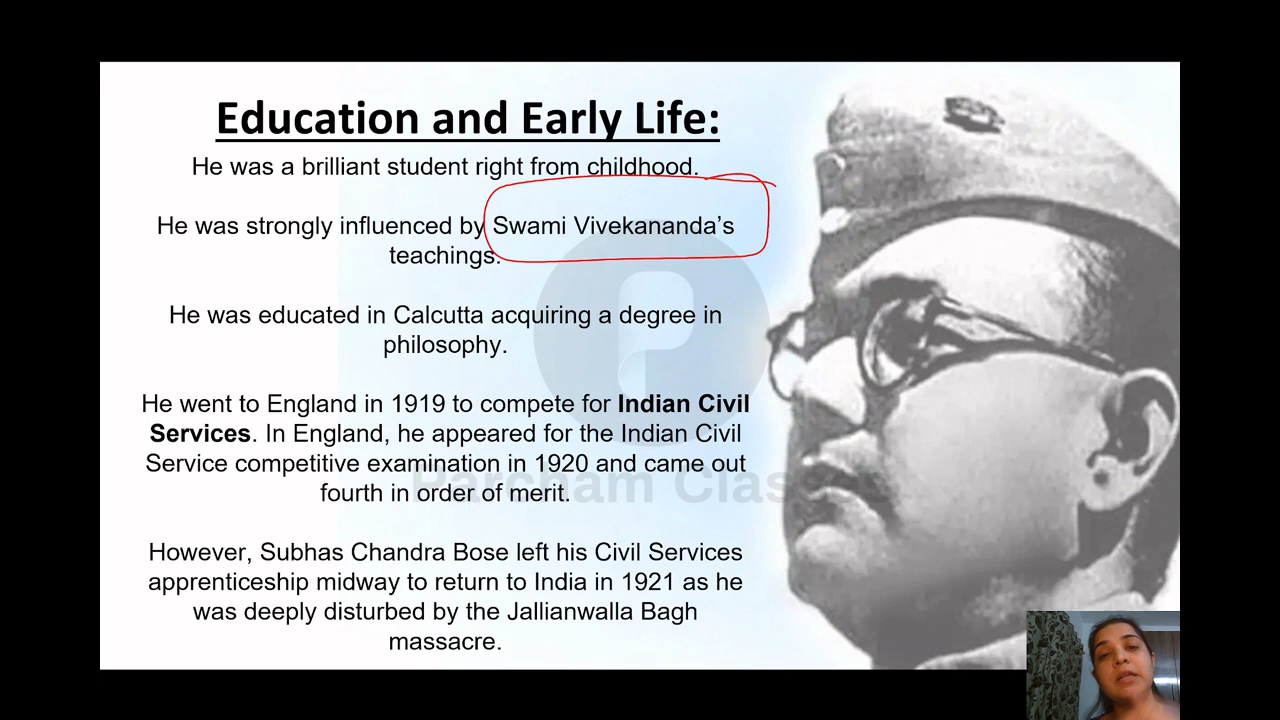 Education and Early Life:
He was a brilliant student right from childhood.
He was strongly influenced by Swami Vivekananda's
teachings.
He was educated in Calcutta acquiring a degree in
philosophy.
He went to England in 1919 to compete for Indian Civil
Services. In England, he appeared for the Indian Civil
Service competitive examination in 1920 and came out
fourth in order of merit.
Parcham Classes
However, Subhas Chandra Bose left his Civil Services
apprenticeship midway to return to India in 1921 as he
was deeply disturbed by the Jallianwalla Bagh
massacre.